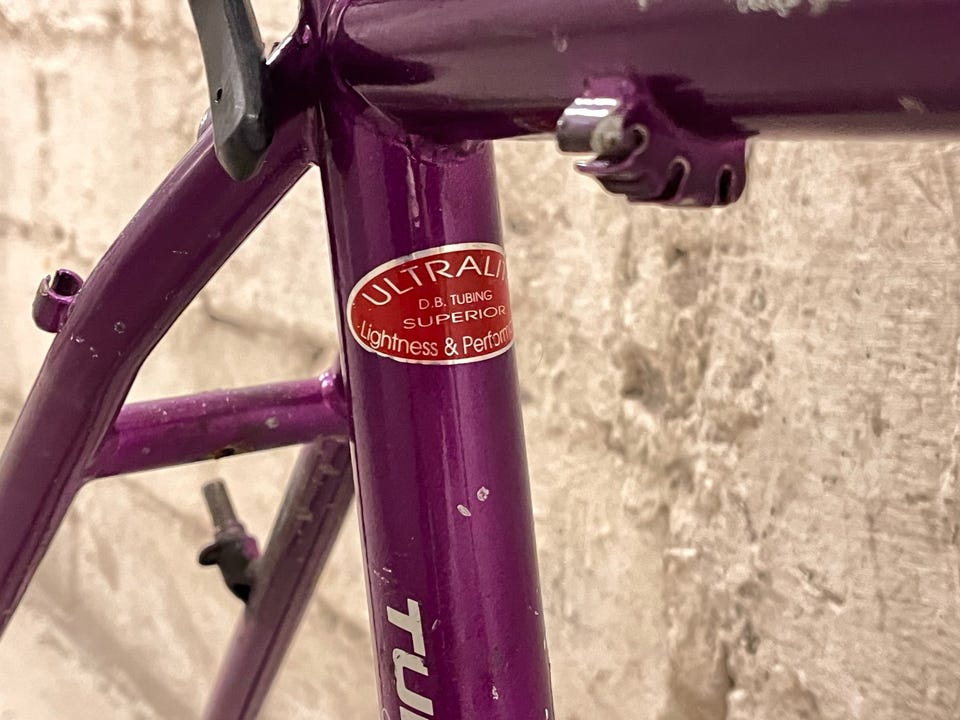 ULTRALI
D.B. TUBING
SUPERIOR
Lightness & Perform
TU